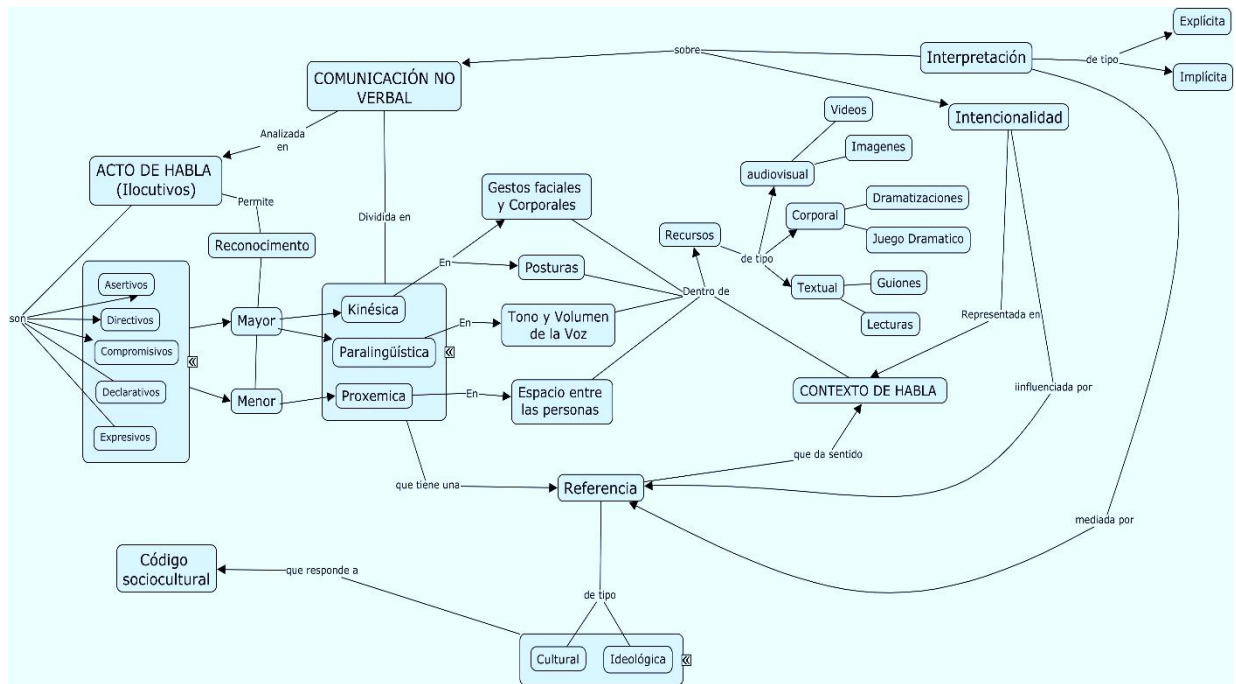 Explícita
sobre
Interpretación
de tipo
Implícita
COMUNICACIÓN NO
VERBAL
Videos
Intencionalidad
Analizada
en
Imagenes
ACTO DE HABLA
(Ilocutivos)
audiovisual
Gestos faciales
y Corporales
Permite
Dramatizaciones
Dividida en
Corporal
Recursos
Reconocimento
Juego Dramatico
de tipo
En
Posturas
Asertivos
Textual
Guiones
Dentro de
Kinésica
son
Directivos
Mayor
Tono y Volumen
de la Voz
En
Lecturas
Representada en
Compromisivos
Paralingüística
iinfluenciada por
Declarativos
Menor
Proxemica
En
Espacio entre
las personas
CONTEXTO DE HABLA
Expresivos
que da sentido
que tiene una
Referencia
mediada por
Código
sociocultural
que responde a
de tipo
Cultural
Ideológica